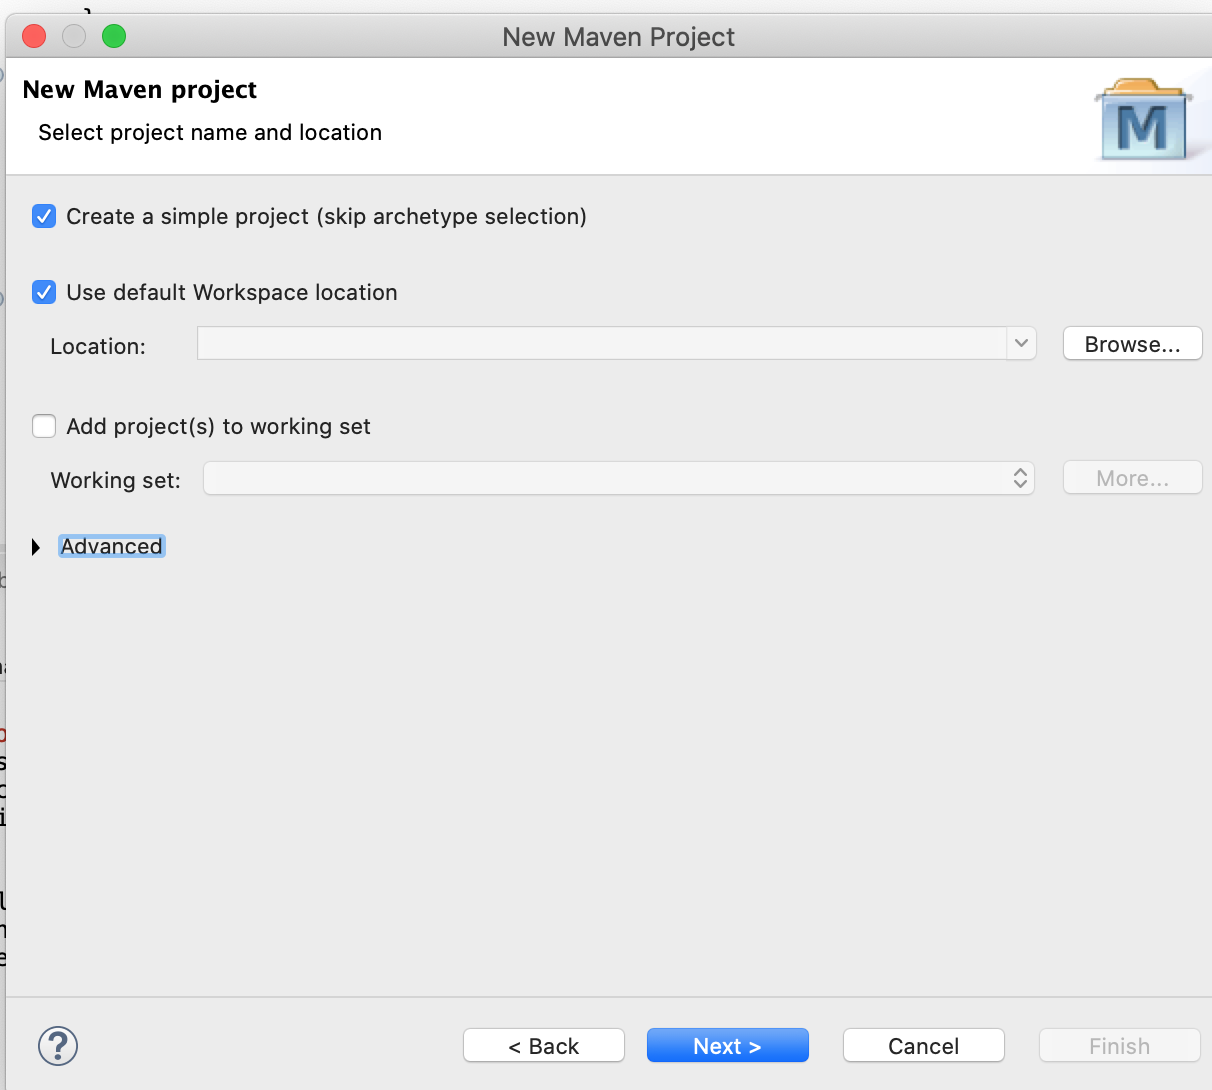 New Maven Project
New Maven project
Select project name and location
M
Create a simple project (skip archetype selection)
Use default Workspace location
Location:
Browse...
Add project(s) to working set
Working set:
More...
Advanced
?
< Back
Next >
Cancel
Finish